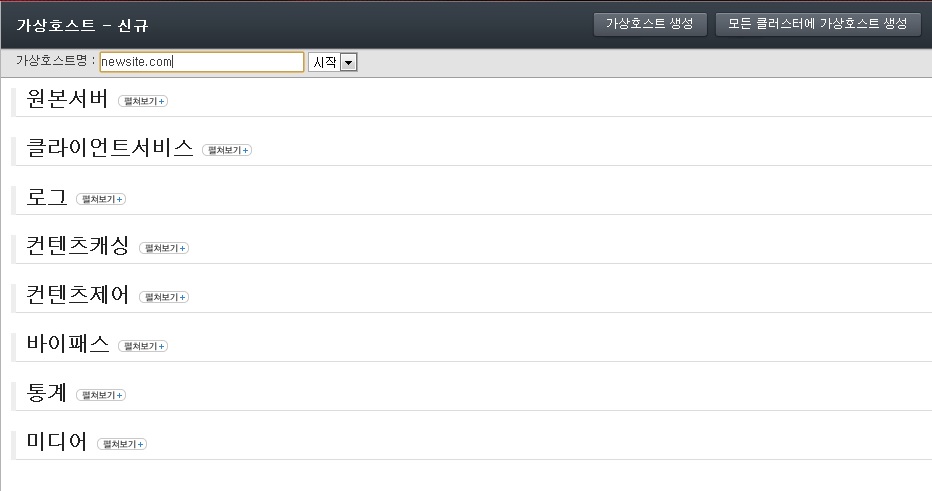 가상호스트 - 신규 가상호스트 생성 모든 클러스터에 가상호스트 생성
가상호스트명 : newsite.com 시작
원본서버 펼쳐보기+
클라이언트서비스 펼쳐보기+
로그 펼쳐보기+
컨텐츠캐싱 펼쳐보기+
컨텐츠제어 펼쳐보기+
바이패스 펼쳐보기+
통계 펼쳐보기+
미디어 펼쳐보기+